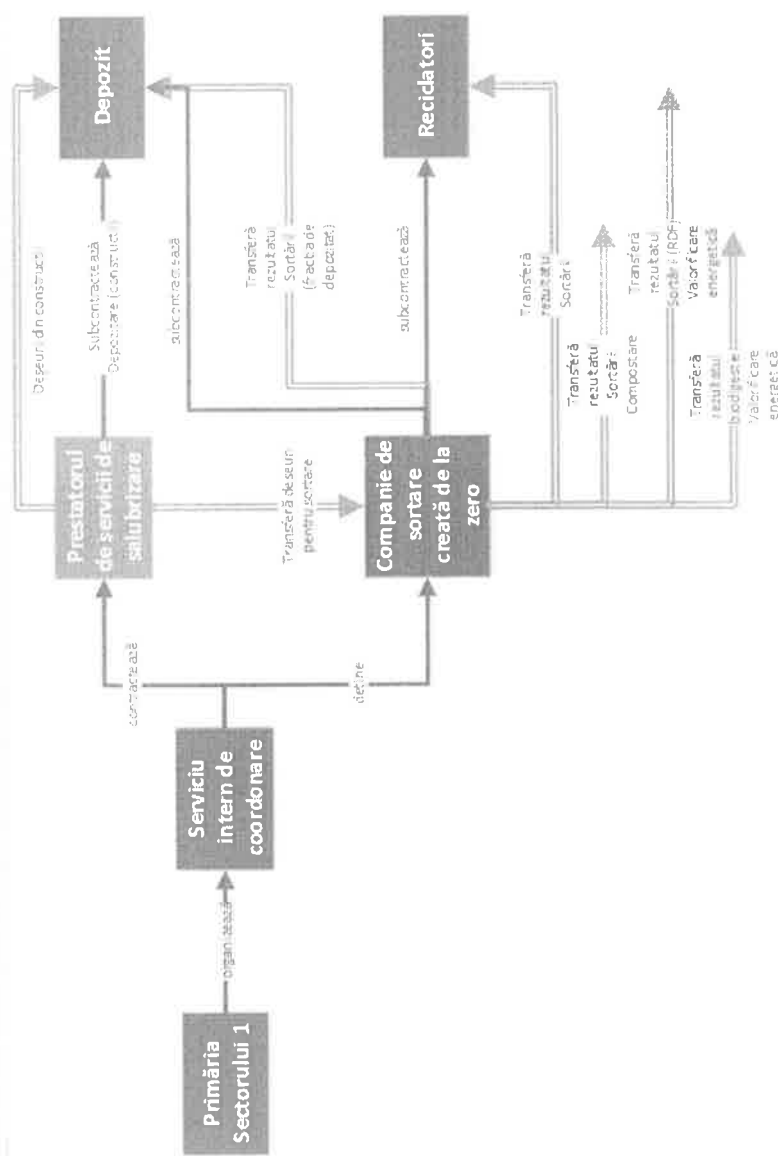 Primăria
Sectorului 1
organizează
Serviciu
intern de
coordonare
contractează
deține
Prestatorul
de servicii de
salubrizare
Transferă deșeuri
pentru sortare
Companie de
sortare
creată de la
zero
Deșeuri din construcții
Subcontractează
Depozitare (construcții)
subcontractează
Transferă
rezultatul
Sortării
(fracția de
depozitat)
subcontractează
Depozit
Reciclatori
Transferă
rezultatul
Sortării
Transferă
rezultatul
Sortării
Compostare
Transferă
rezultatul
Sortării (RDF)
Valorificare
energetică
Transferă
rezultatul
biodigestie
Valorificare
energetică